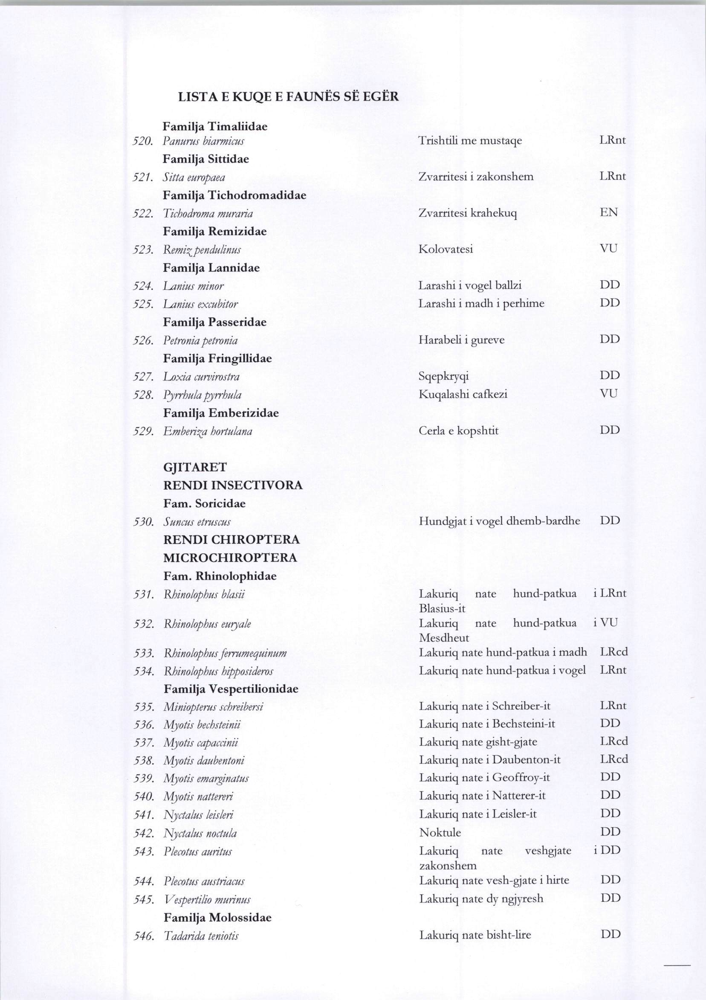 LISTA E KUQE E FAUNËS SË EGËR
Familja Timaliidae
520. Panurus biarmicus Trishtili me mustaqe LRnt
Familja Sittidae
521. Sitta europaea Zvarritesi i zakonshem LRnt
Familja Tichodromadidae
522. Tichodroma muraria Zvarritesi krahekuq EN
Familja Remizidae
523. Remiz pendulinus Kolovatesi VU
Familja Lannidae
524. Lanius minor Larashi i vogel ballzi DD
525. Lanius excubitor Larashi i madh i perhime DD
Familja Passeridae
526. Petronia petronia Harabeli i gureve DD
Familja Fringillidae
527. Loxia curvirostra Sqepkryqi DD
528. Pyrrhula pyrrhula Kuqalashi cafkezi VU
Familja Emberizidae
529. Emberiza hortulana Cerla e kopshtit DD
GJITARET
RENDI INSECTIVORA
Fam. Soricidae
530. Suncus etruscus Hundgjat i vogel dhemb-bardhe DD
RENDI CHIROPTERA
MICROCHIROPTERA
Fam. Rhinolophidae
531. Rhinolophus blasii Lakuriq nate hund-patkua i LRnt
Blasius-it
532. Rhinolophus euryale Lakuriq nate hund-patkua i VU
Mesdheut
533. Rhinolophus ferrumequinum Lakuriq nate hund-patkua i madh LRcd
534. Rhinolophus hipposideros Lakuriq nate hund-patkua i vogel LRnt
Familja Vespertilionidae
535. Miniopterus schreibersi Lakuriq nate i Schreiber-it LRnt
536. Myotis bechsteinii Lakuriq nate i Bechsteini-it DD
537. Myotis capaccinii Lakuriq nate gisht-gjate LRcd
538. Myotis daubentoni Lakuriq nate i Daubenton-it LRcd
539. Myotis emarginatus Lakuriq nate i Geoffroy-it DD
540. Myotis nattereri Lakuriq nate i Natterer-it DD
541. Nyctalus leisleri Lakuriq nate i Leisler-it DD
542. Nyctalus noctula Noktule DD
543. Plecotus auritus Lakuriq nate veshgjate i DD
zakonshem
544. Plecotus austriacus Lakuriq nate vesh-gjate i hirte DD
545. Vespertilio murinus Lakuriq nate dy ngjyresh DD
Familja Molossidae
546. Tadarida teniotis Lakuriq nate bisht-lire DD